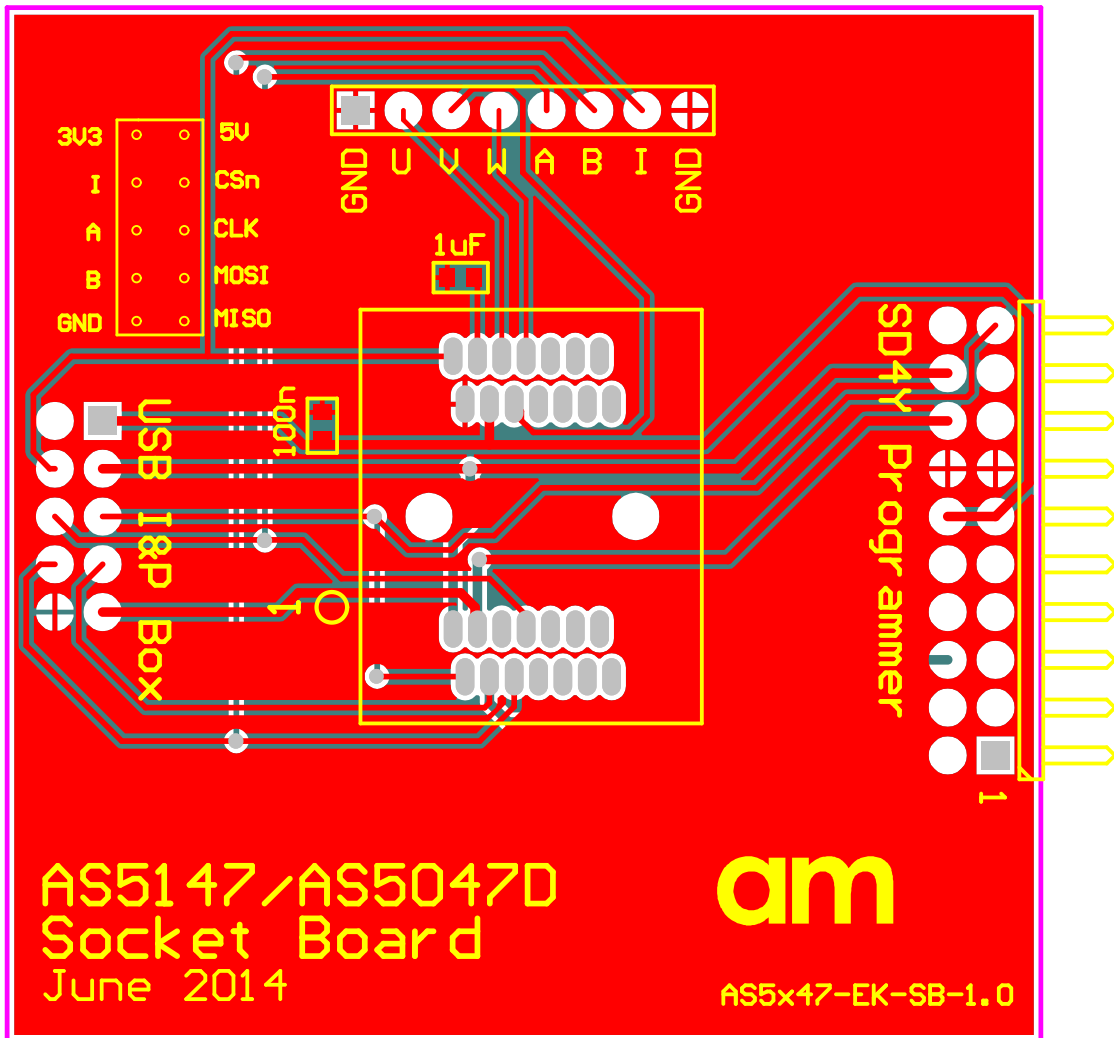 3V3 5V
I CSn
A CLK
B MOSI
GND MISO
GND U V W A B I GND
1uF
100n
USB I&P Box
SD4Y Programmer
1
1
AS5147/AS5047D
Socket Board
June 2014
am
AS5x47-EK-SB-1.0